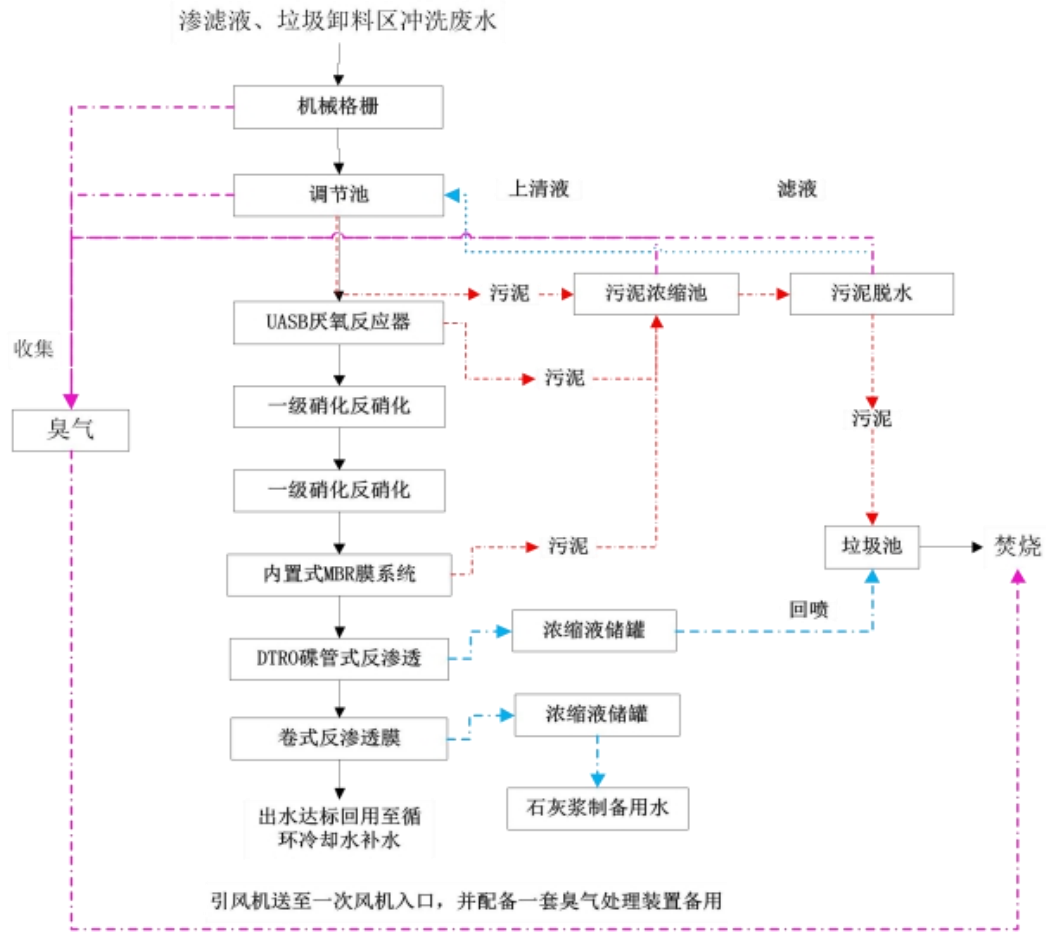 渗滤液、垃圾卸料区冲洗废水
机械格栅
调节池
上清液
滤液
污泥
污泥浓缩池
污泥脱水
UASB厌氧反应器
收集
污泥
一级硝化反硝化
臭气
污泥
一级硝化反硝化
污泥
垃圾池
焚烧
内置式MBR膜系统
回喷
浓缩液储罐
DTRO碟管式反渗透
浓缩液储罐
卷式反渗透膜
石灰浆制备用水
出水达标回用至循
环冷却水补水
引风机送至一次风机入口，并配备一套臭气处理装置备用